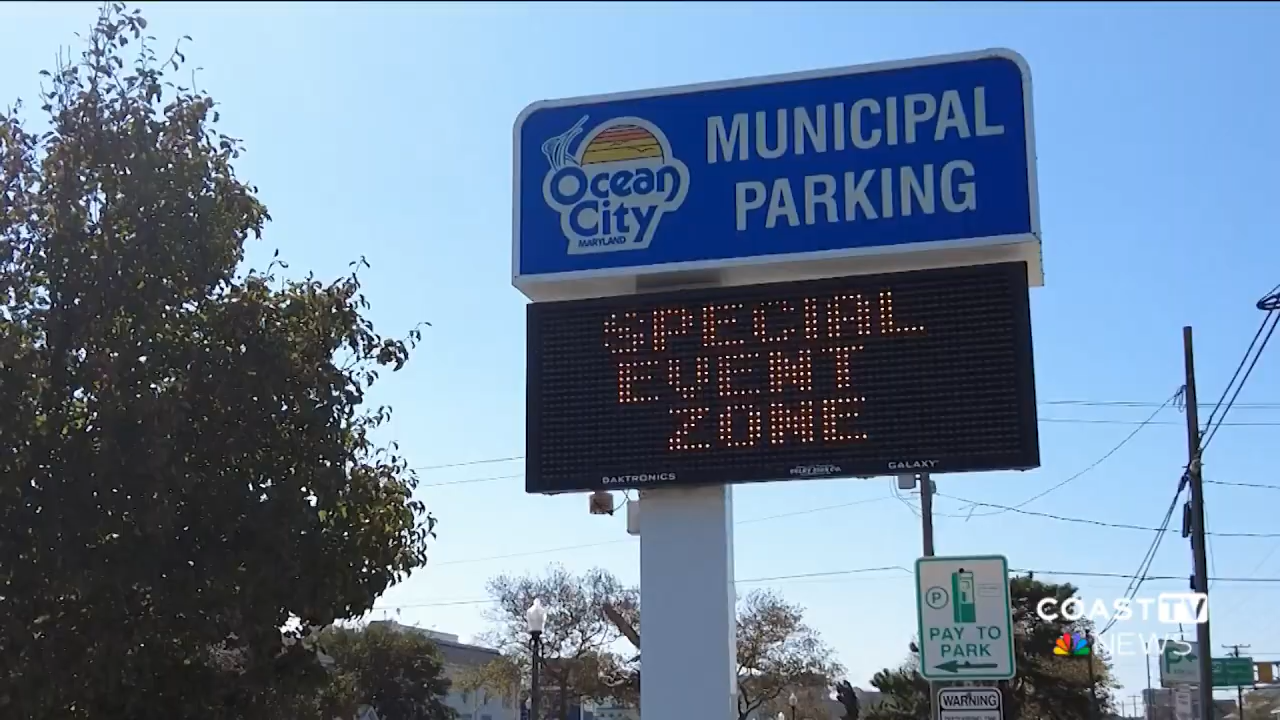 MUNICIPAL
PARKING
Ocean
City
MARYLAND
SPECIAL
EVENT
ZONE
DAKTRONICS
GALAXY
P
PAY TO
PARK
WARNING
COAST TV
NEWS